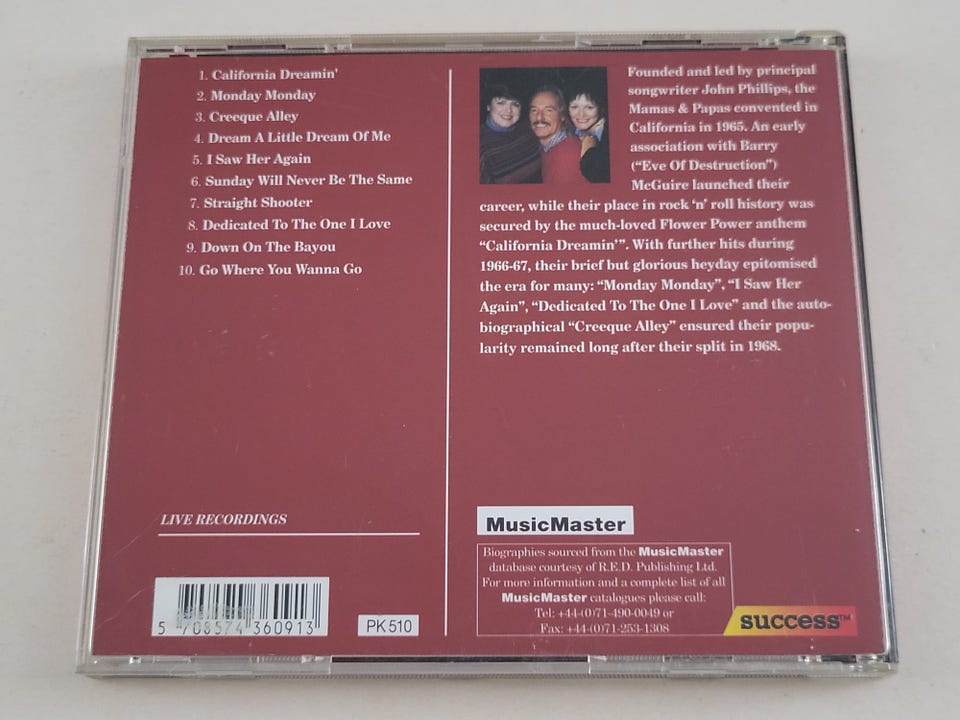 1. California Dreamin'
2. Monday Monday
3. Creeque Alley
4. Dream A Little Dream Of Me
5. I Saw Her Again
6. Sunday Will Never Be The Same
7. Straight Shooter
8. Dedicated To The One I Love
9. Down On The Bayou
10. Go Where You Wanna Go
LIVE RECORDINGS
5 708574 360913
PK 510
Founded and led by principal
songwriter John Phillips, the
Mamas & Papas convented in
California in 1965. An early
association with Barry
(“Eve Of Destruction”)
McGuire launched their
career, while their place in rock ‘n’ roll history was
secured by the much-loved Flower Power anthem
“California Dreamin’”. With further hits during
1966-67, their brief but glorious heyday epitomised
the era for many: “Monday Monday”, “I Saw Her
Again”, “Dedicated To The One I Love” and the auto-
biographical “Creeque Alley” ensured their popu-
larity remained long after their split in 1968.
MusicMaster
Biographies sourced from the MusicMaster
database courtesy of R.E.D. Publishing Ltd.
For more information and a complete list of all
MusicMaster catalogues please call:
Tel: +44-(0)71-490-0049 or
Fax: +44-(0)71-253-1308
success™